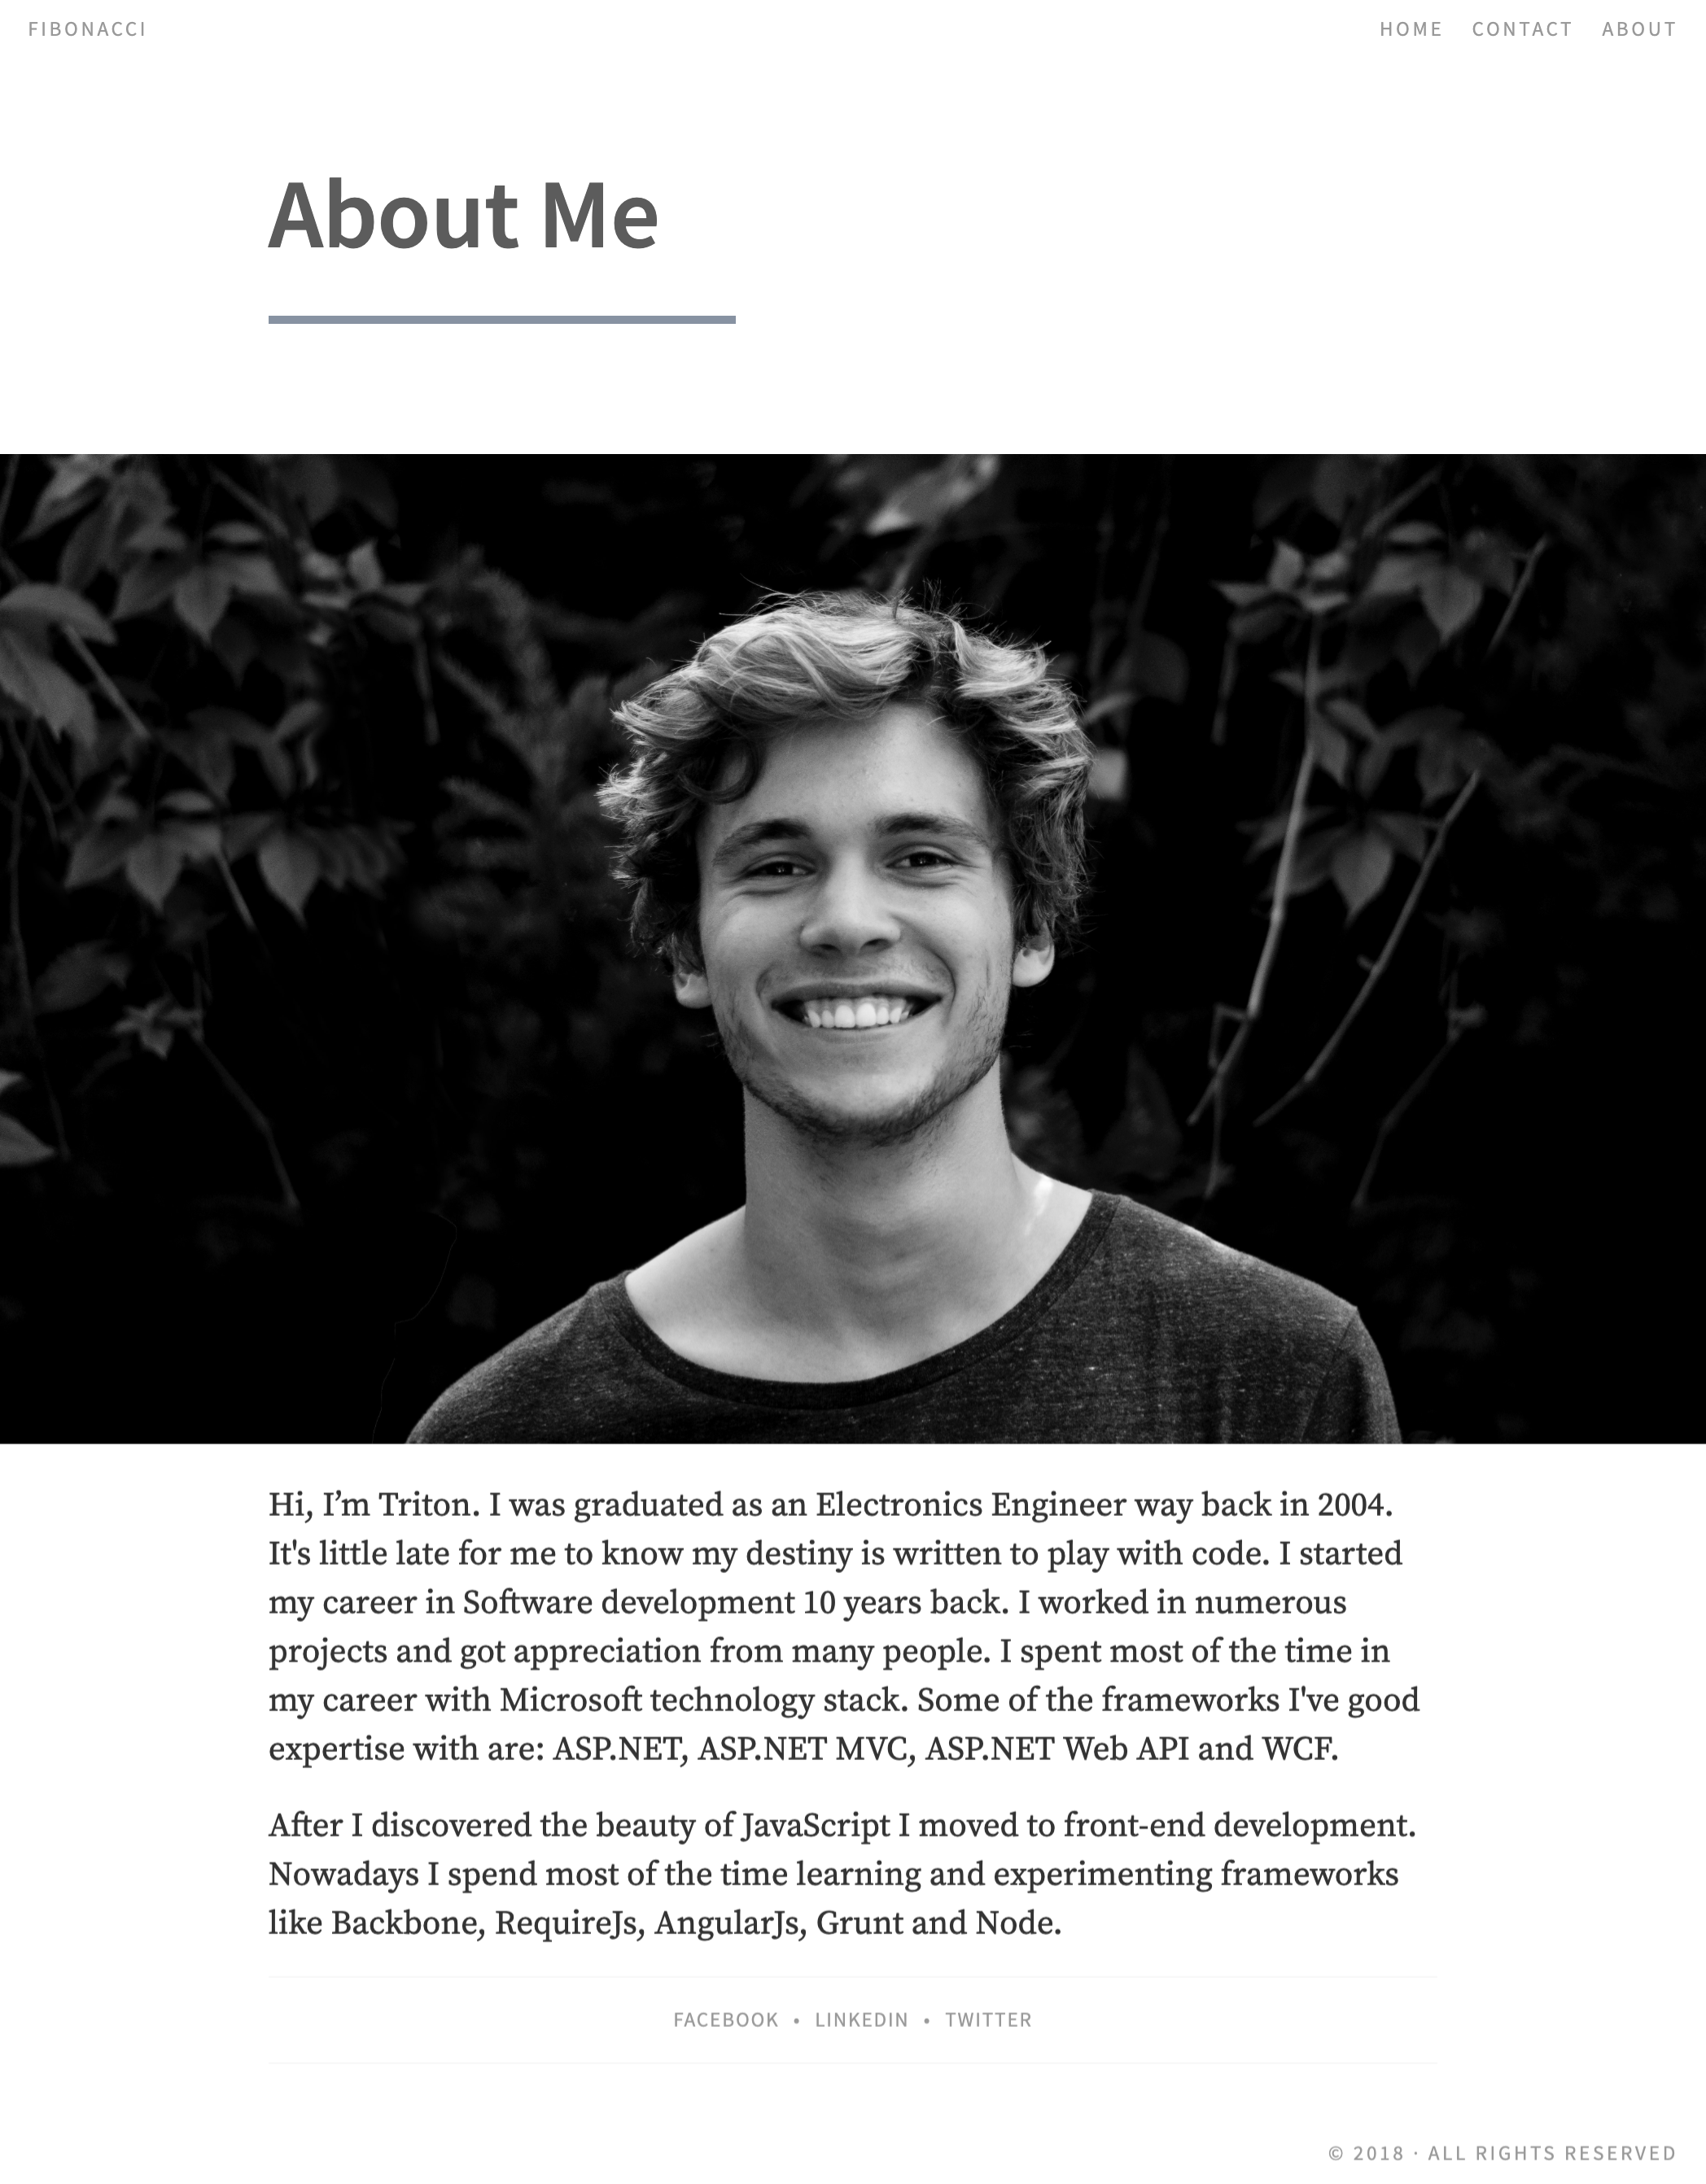 FIBONACCI
HOME CONTACT ABOUT
About Me
Hi, I’m Triton. I was graduated as an Electronics Engineer way back in 2004.
It's little late for me to know my destiny is written to play with code. I started
my career in Software development 10 years back. I worked in numerous
projects and got appreciation from many people. I spent most of the time in
my career with Microsoft technology stack. Some of the frameworks I've good
expertise with are: ASP.NET, ASP.NET MVC, ASP.NET Web API and WCF.
After I discovered the beauty of JavaScript I moved to front-end development.
Nowadays I spend most of the time learning and experimenting frameworks
like Backbone, RequireJs, AngularJs, Grunt and Node.
FACEBOOK • LINKEDIN • TWITTER
© 2018 · ALL RIGHTS RESERVED